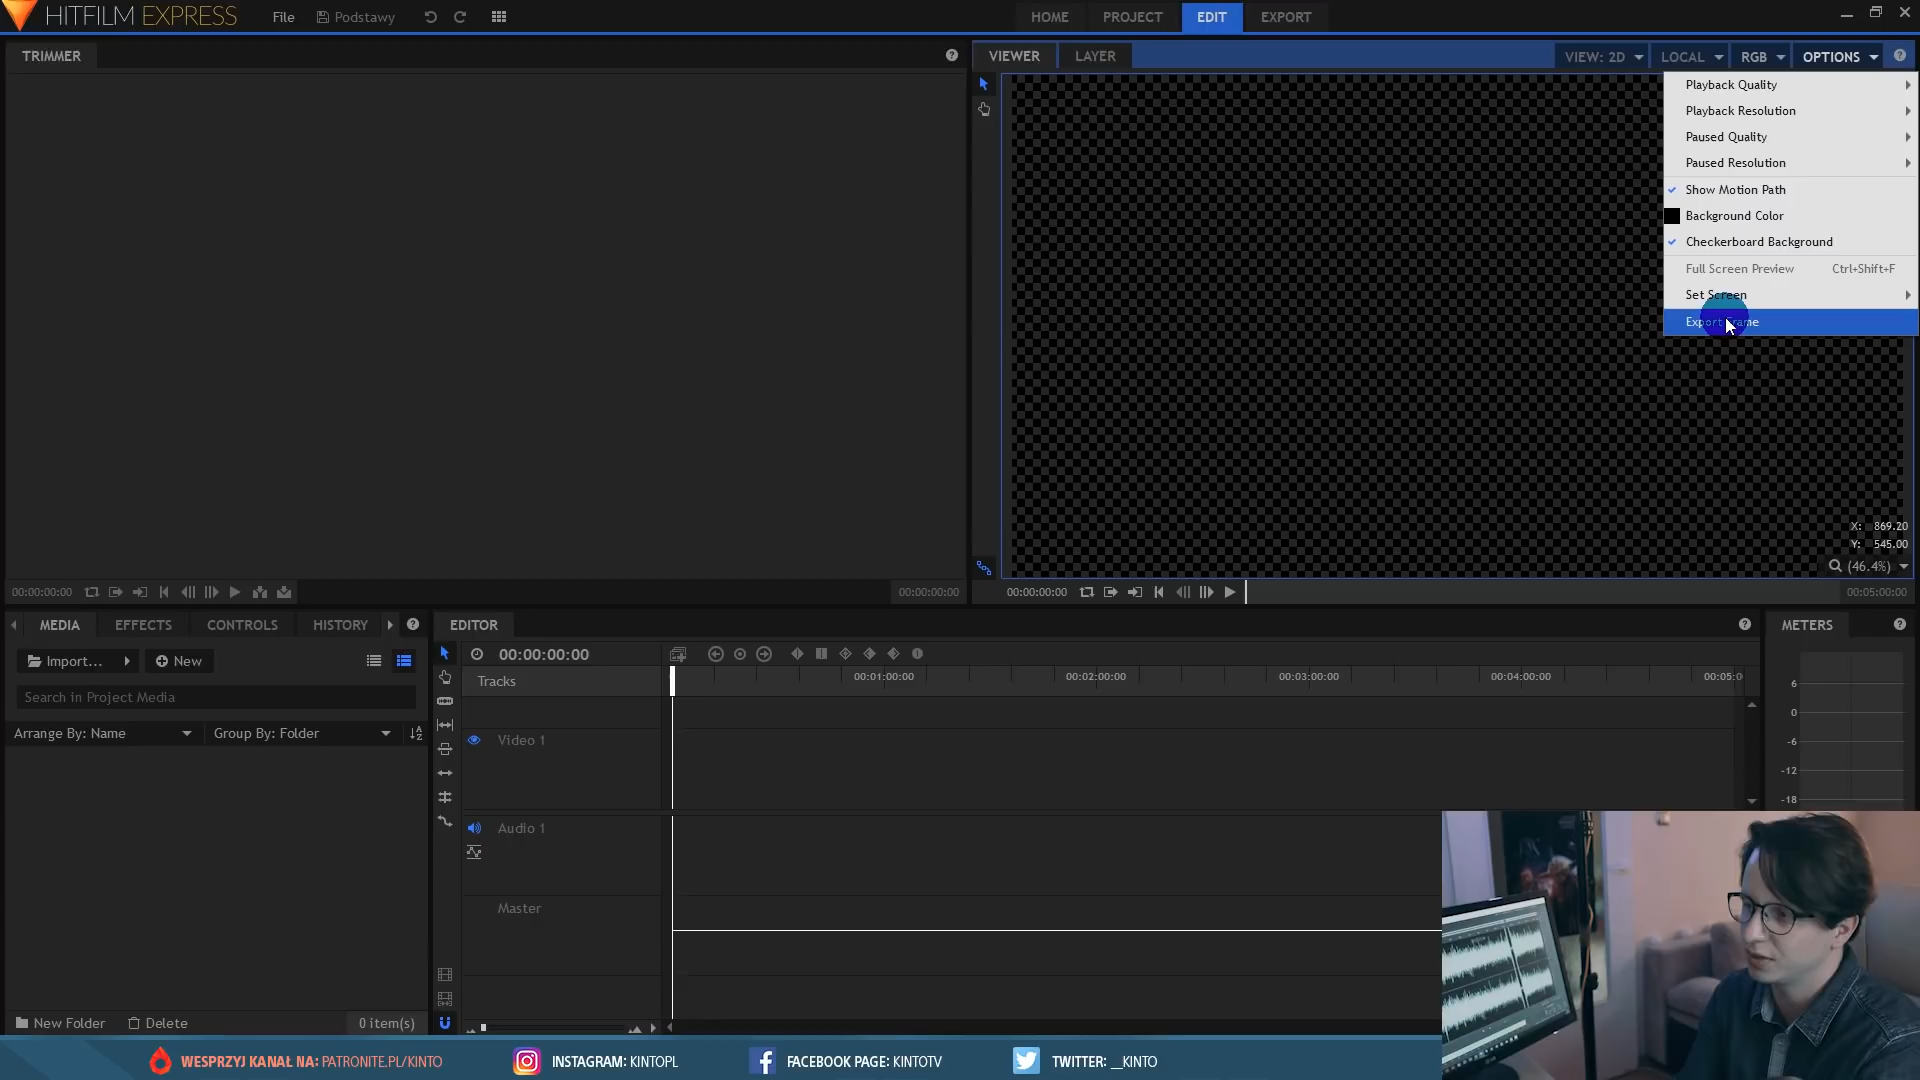 HITFILM EXPRESS
File
Podstawy
HOME
PROJECT
EDIT
EXPORT
TRIMMER
VIEWER
LAYER
VIEW: 2D
LOCAL
RGB
OPTIONS
Playback Quality
Playback Resolution
Paused Quality
Paused Resolution
Show Motion Path
Background Color
Checkerboard Background
Full Screen Preview Ctrl+Shift+F
Set Screen
Export Frame
X: 869.20
Y: 545.00
(46.4%)
00:00:00:00
00:00:00:00
00:00:00:00
00:05:00:00
MEDIA
EFFECTS
CONTROLS
HISTORY
Import...
New
Search in Project Media
Arrange By: Name
Group By: Folder
New Folder
Delete
0 item(s)
EDITOR
00:00:00:00
Tracks
00:01:00:00
00:02:00:00
00:03:00:00
00:04:00:00
00:05:0
Video 1
Audio 1
Master
METERS
6
0
-6
-12
-18
WESPRZYJ KANAŁ NA: PATRONITE.PL/KINTO
INSTAGRAM: KINTOPL
FACEBOOK PAGE: KINTOTV
TWITTER: __KINTO